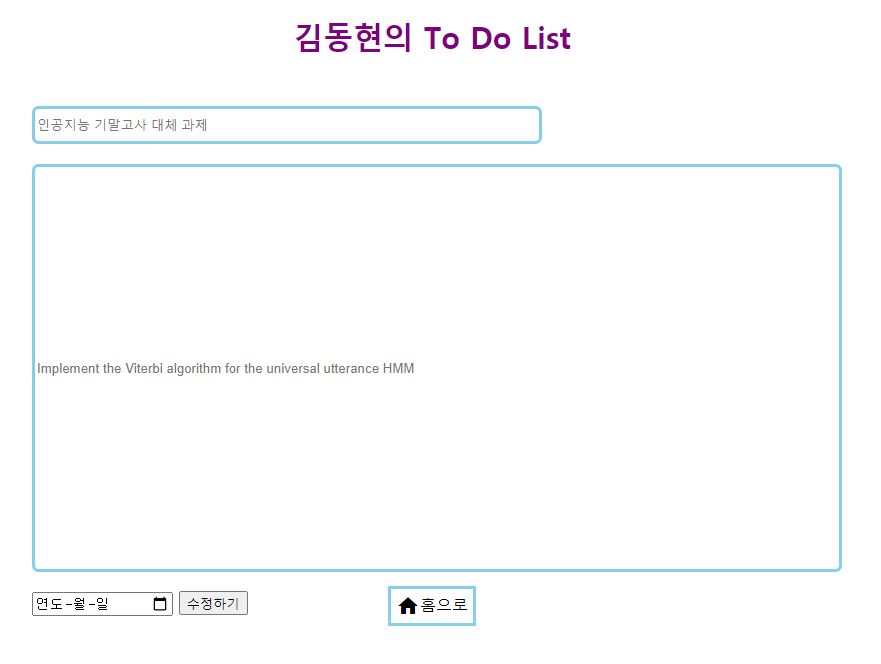 김동현의 To Do List
인공지능 기말고사 대체 과제
Implement the Viterbi algorithm for the universal utterance HMM
연도-월-일 수정하기 홈으로